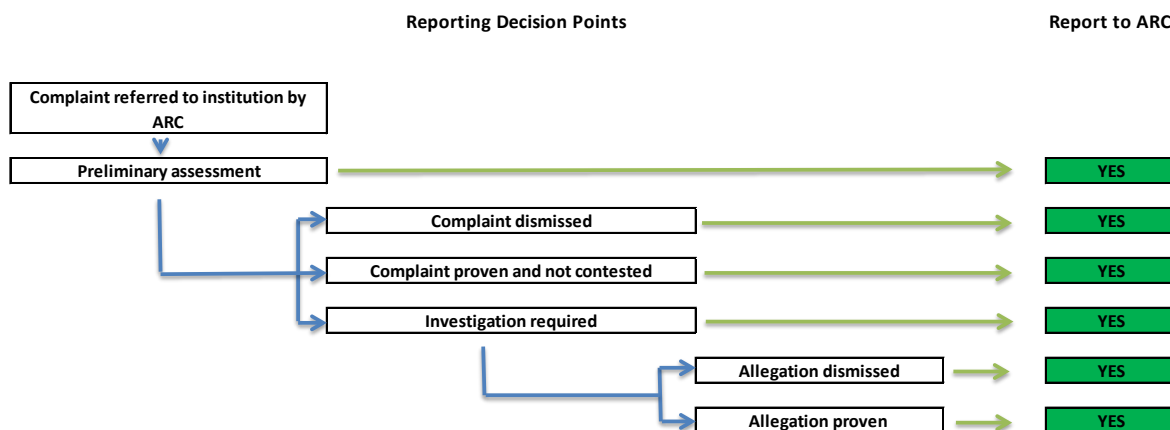 Reporting Decision Points
Report to ARC
Complaint referred to institution by
ARC
Preliminary assessment
YES
Complaint dismissed
YES
Complaint proven and not contested
YES
Investigation required
YES
Allegation dismissed
YES
Allegation proven
YES